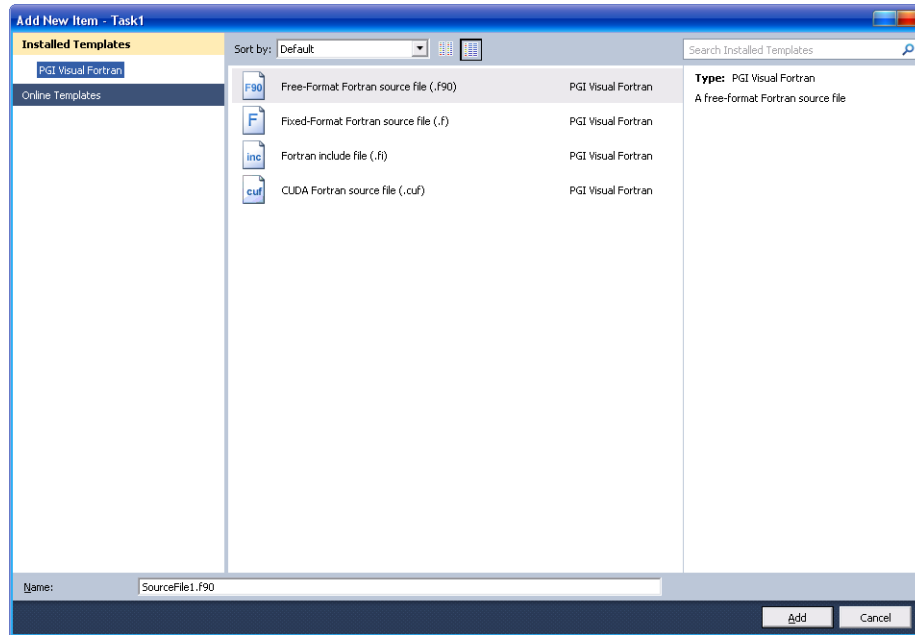 Add New Item - Task1
Installed Templates
PGI Visual Fortran
Online Templates
Sort by: Default
Search Installed Templates
F90 Free-Format Fortran source file (.f90) PGI Visual Fortran
F Fixed-Format Fortran source file (.f) PGI Visual Fortran
inc Fortran include file (.fi) PGI Visual Fortran
cuf CUDA Fortran source file (.cuf) PGI Visual Fortran
Type: PGI Visual Fortran
A free-format Fortran source file
Name: SourceFile1.f90
Add Cancel